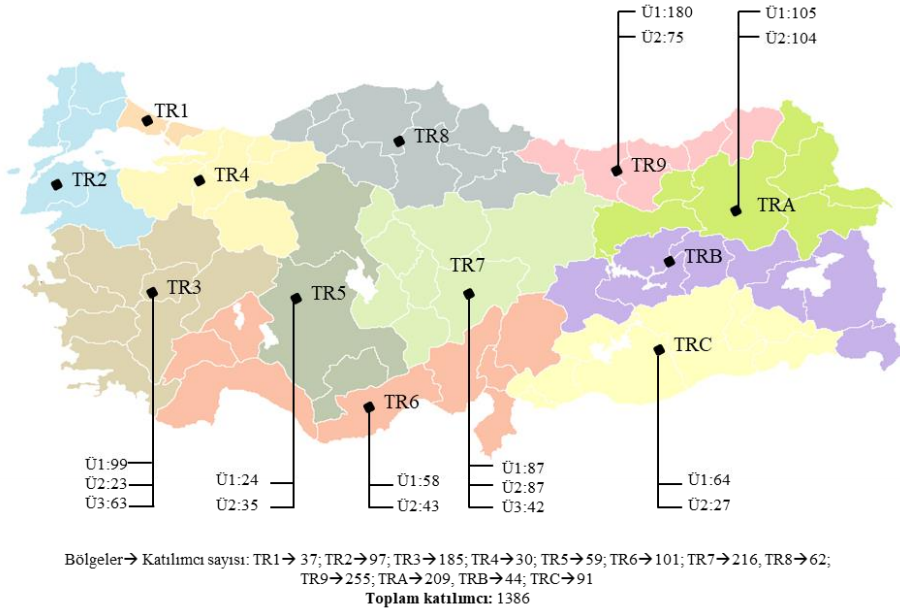 Ü1:180
Ü2:75
Ü1:105
Ü2:104
TR1
TR8
TR9
TR4
TR2
TRA
TRB
TR7
TR3
TR5
TRC
TR6
Ü1:99
Ü2:23
Ü3:63
Ü1:24
Ü2:35
Ü1:58
Ü2:43
Ü1:87
Ü2:87
Ü3:42
Ü1:64
Ü2:27
Bölgeler→ Katılımcı sayısı: TR1→ 37; TR2→97; TR3→185; TR4→30; TR5→59; TR6→101; TR7→216, TR8→62;
TR9→255; TRA→209, TRB→44; TRC→91
Toplam katılımcı: 1386